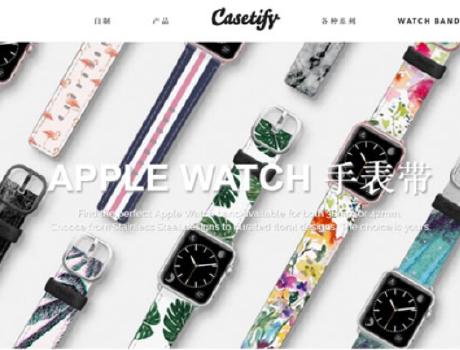 自制 产品 Casetify 各种系列 WATCH BAND
APPLE WATCH 手表带
Find the perfect Apple Watch band available for both 38mm or 42mm.
Choose from Stainless Steel designs to curated floral designs. The choice is yours.